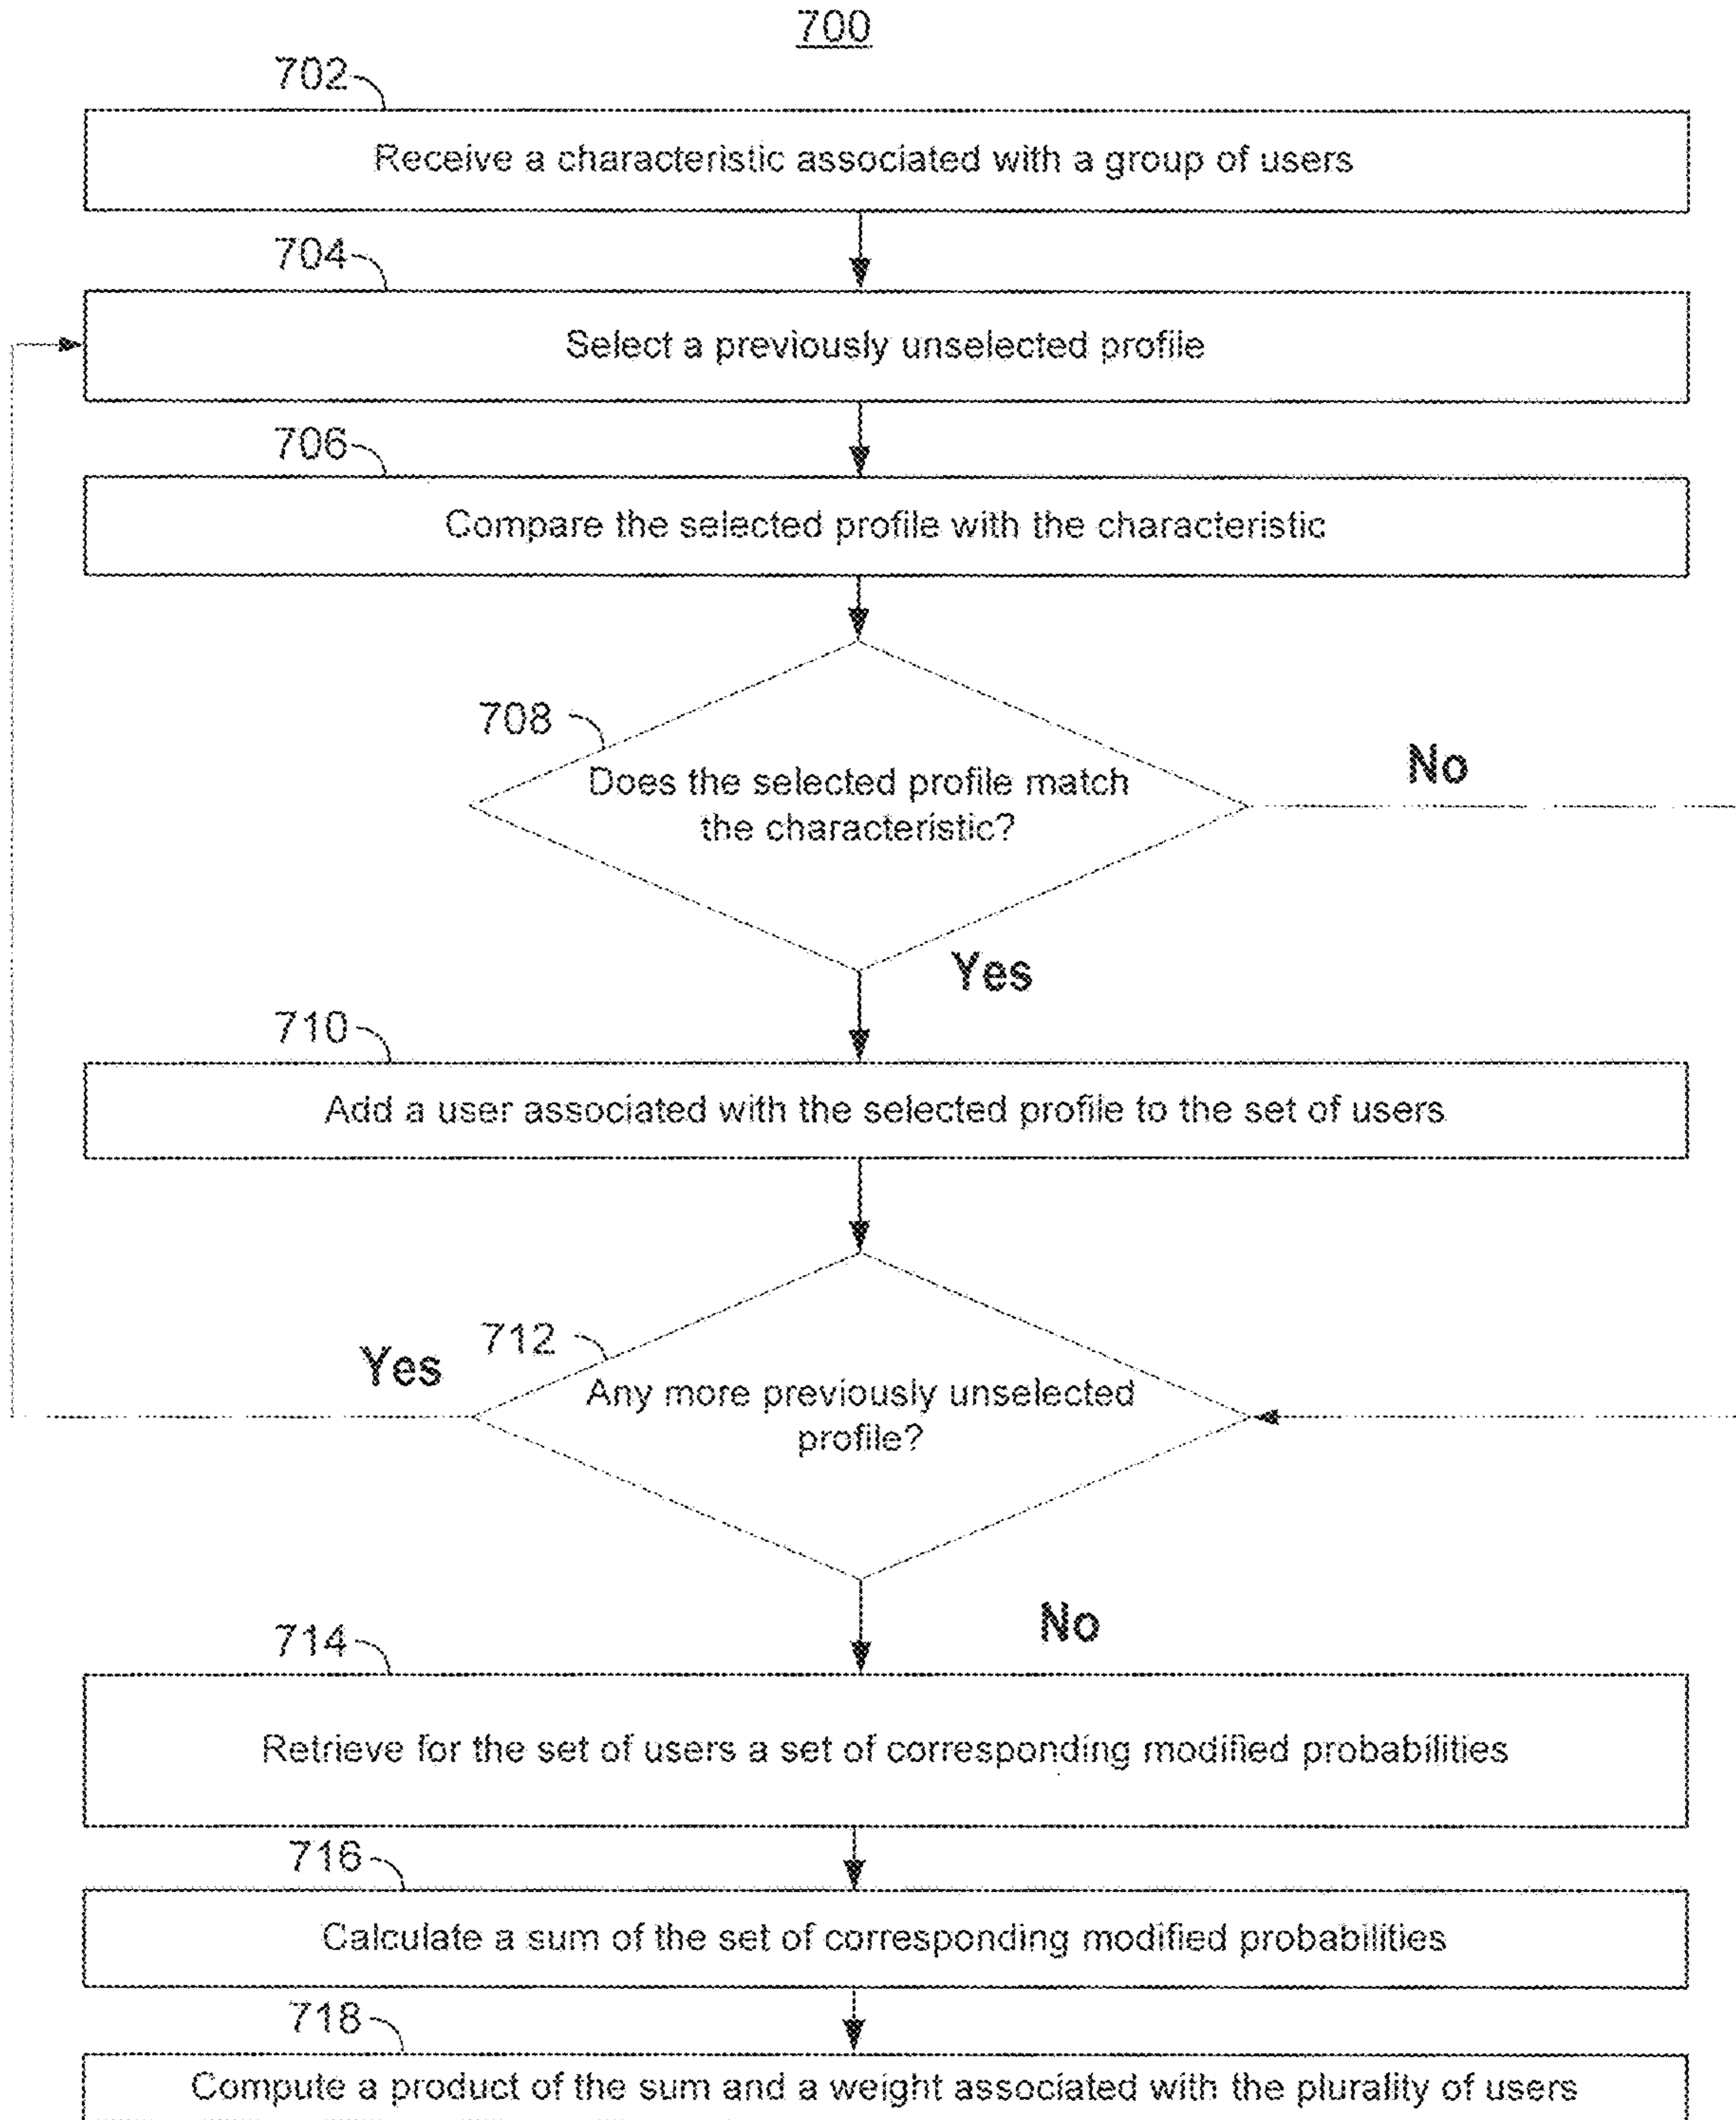 700
702
Receive a characteristic associated with a group of users
704
Select a previously unselected profile
706
Compare the selected profile with the characteristic
708
Does the selected profile match
the characteristic?
No
Yes
710
Add a user associated with the selected profile to the set of users
712
Yes
Any more previously unselected
profile?
No
714
Retrieve for the set of users a set of corresponding modified probabilities
716
Calculate a sum of the set of corresponding modified probabilities
718
Compute a product of the sum and a weight associated with the plurality of users